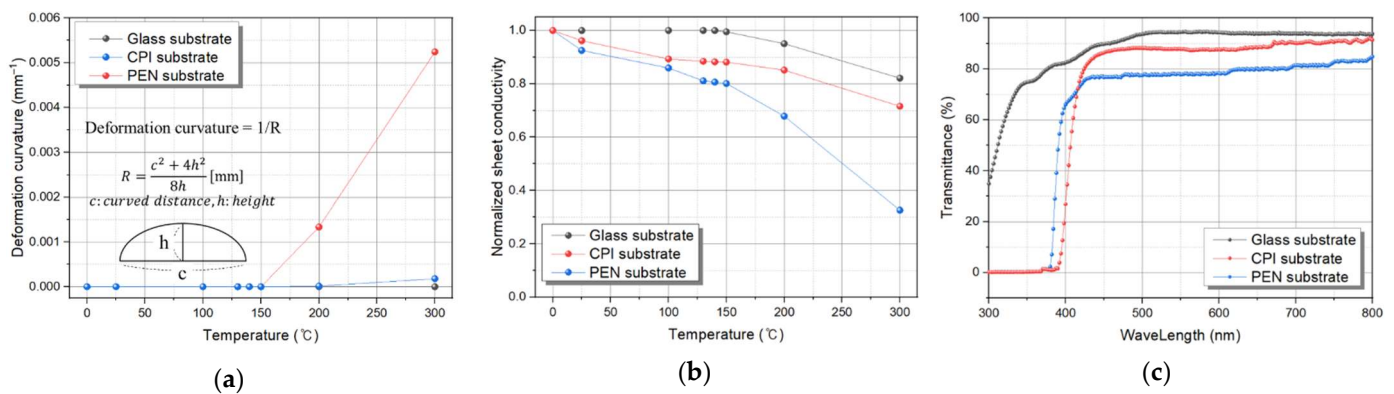 0.006
0.005
0.004
0.003
0.002
0.001
0.000
Deformation curvature (mm⁻¹)
Glass substrate
CPI substrate
PEN substrate
Deformation curvature = 1/R
R = (c² + 4h²)/8h [mm]
c: curved distance, h: height
h
c
0 50 100 150 200 250 300
Temperature (℃)
(a)
1.0
0.8
0.6
0.4
0.2
0.0
Normalized sheet conductivity
Glass substrate
CPI substrate
PEN substrate
0 50 100 150 200 250 300
Temperature (℃)
(b)
100
80
60
40
20
0
Transmittance (%)
Glass substrate
CPI substrate
PEN substrate
300 400 500 600 700 800
WaveLength (nm)
(c)